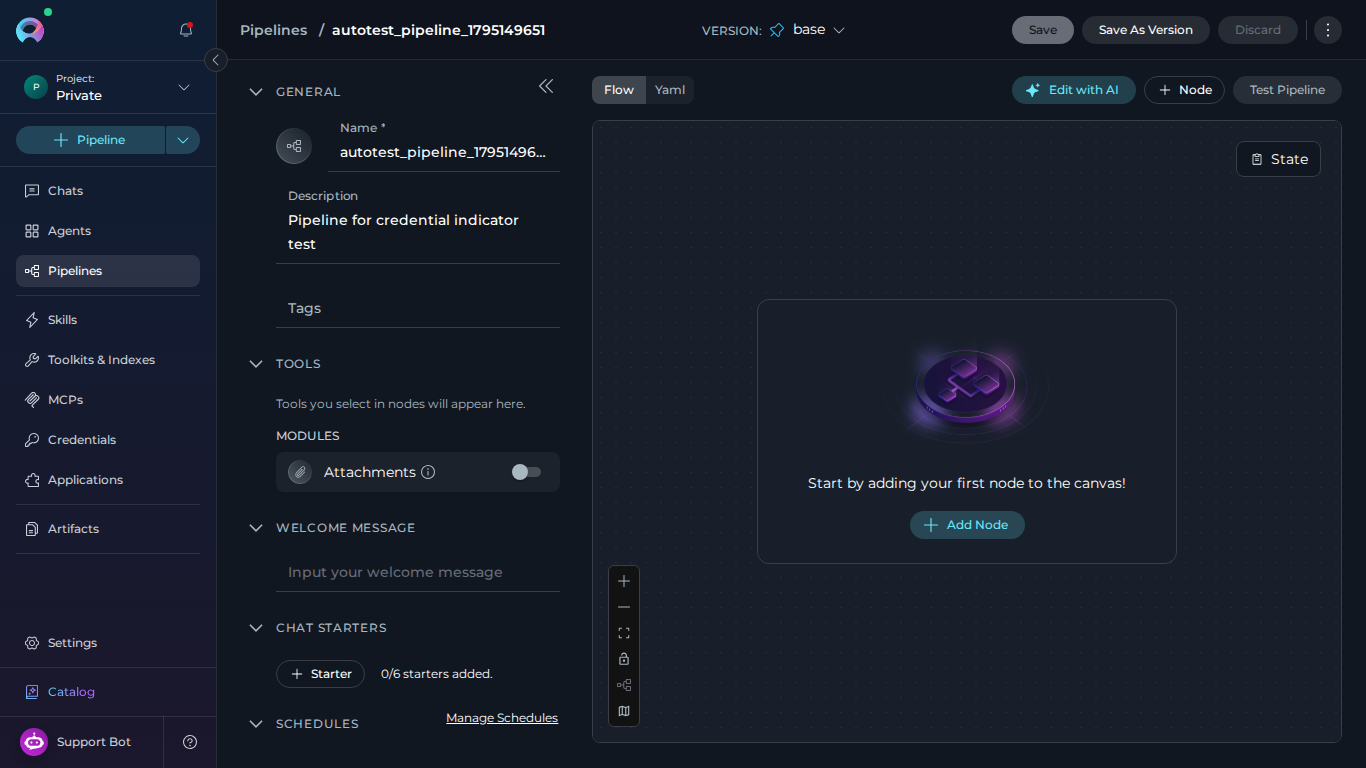 Pipelines / autotest_pipeline_1795149651
VERSION: base
Save
Save As Version
Discard
P
Project:
Private
Pipeline
Chats
Agents
Pipelines
Skills
Toolkits & Indexes
MCPs
Credentials
Applications
Artifacts
Settings
Catalog
Support Bot
GENERAL
Name *
autotest_pipeline_17951496...
Description
Pipeline for credential indicator
test
Tags
TOOLS
Tools you select in nodes will appear here.
MODULES
Attachments
WELCOME MESSAGE
Input your welcome message
CHAT STARTERS
Starter
0/6 starters added.
SCHEDULES
Manage Schedules
Flow
Yaml
Edit with AI
Node
Test Pipeline
State
Start by adding your first node to the canvas!
Add Node